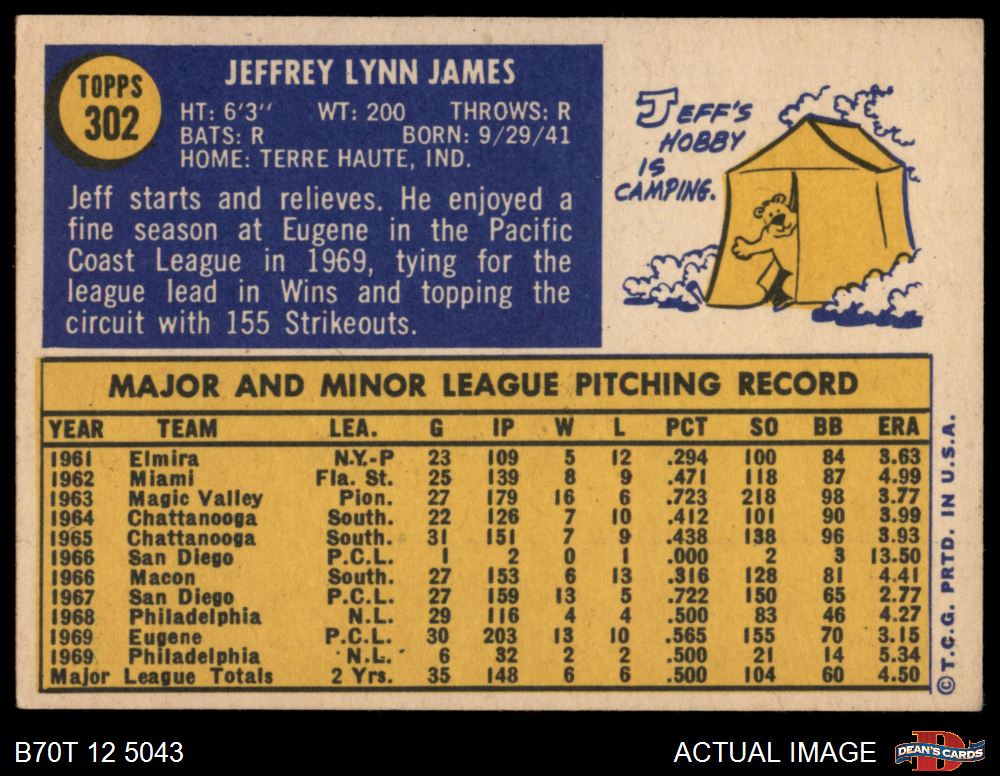 TOPPS
302
JEFFREY LYNN JAMES
HT: 6'3" WT: 200 THROWS: R
BATS: R BORN: 9/29/41
HOME: TERRE HAUTE, IND.
Jeff starts and relieves. He enjoyed a
fine season at Eugene in the Pacific
Coast League in 1969, tying for the
league lead in Wins and topping the
circuit with 155 Strikeouts.
JEFF'S
HOBBY
IS
CAMPING.
MAJOR AND MINOR LEAGUE PITCHING RECORD
YEAR TEAM LEA. G IP W L PCT SO BB ERA
1961 Elmira N.Y.-P 23 109 5 12 .294 100 84 3.63
1962 Miami Fla. St. 25 139 8 9 .471 118 87 4.99
1963 Magic Valley Pion. 27 179 16 6 .723 218 98 3.77
1964 Chattanooga South. 22 126 7 10 .412 101 90 3.99
1965 Chattanooga South. 31 151 7 9 .438 138 96 3.93
1966 San Diego P.C.L. 1 2 0 1 .000 2 3 13.50
1966 Macon South. 27 153 6 13 .316 128 81 4.41
1967 San Diego P.C.L. 27 159 13 5 .722 150 65 2.77
1968 Philadelphia N.L. 29 116 4 4 .500 83 46 4.27
1969 Eugene P.C.L. 30 203 13 10 .565 155 70 3.15
1969 Philadelphia N.L. 6 32 2 2 .500 21 14 5.34
Major League Totals 2 Yrs. 35 148 6 6 .500 104 60 4.50
©T.C.G. PRTD. IN U.S.A.
B70T 12 5043
ACTUAL IMAGE
DEAN'S CARDS